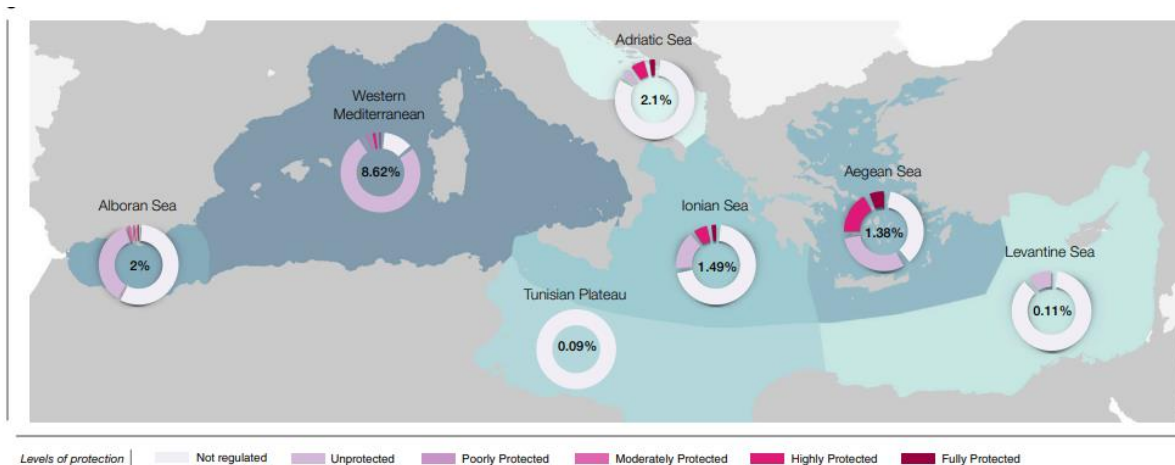 Adriatic Sea
2.1%
Western
Mediterranean
8.62%
Aegean Sea
1.38%
Alboran Sea
2%
Ionian Sea
1.49%
Levantine Sea
0.11%
Tunisian Plateau
0.09%
Levels of protection Not regulated Unprotected Poorly Protected Moderately Protected Highly Protected Fully Protected